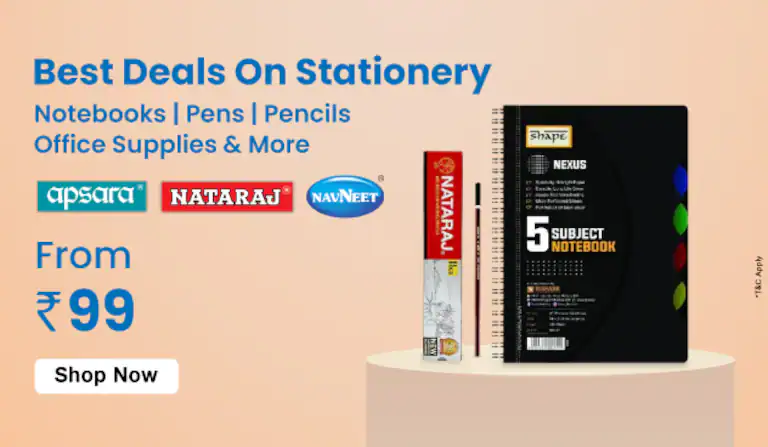 Best Deals On Stationery
Notebooks | Pens | Pencils
Office Supplies & More
apsara®
NATARAJ®
NAVNEET®
From
₹99
Shop Now
NATARAJ
shape
NEXUS
5 SUBJECT
NOTEBOOK
*T&C Apply